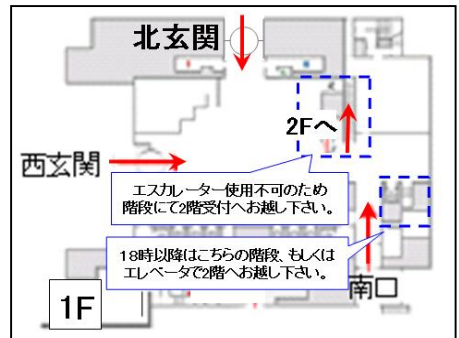 北玄関
2Fへ
西玄関
エスカレーター使用不可のため
階段にて2階受付へお越し下さい。
18時以降はこちらの階段、もしくは
エレベータで2階へお越し下さい。
南口
1F